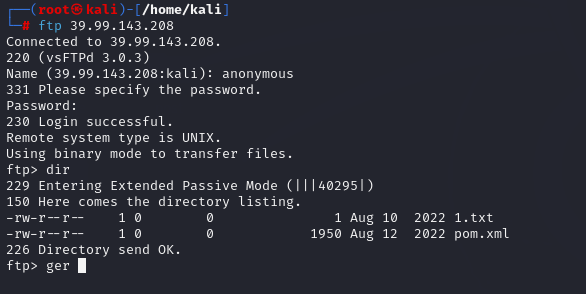 ┌──(root㉿kali)-[/home/kali]
└─# ftp 39.99.143.208
Connected to 39.99.143.208.
220 (vsFTPd 3.0.3)
Name (39.99.143.208:kali): anonymous
331 Please specify the password.
Password:
230 Login successful.
Remote system type is UNIX.
Using binary mode to transfer files.
ftp> dir
229 Entering Extended Passive Mode (|||40295|)
150 Here comes the directory listing.
-rw-r--r--    1 0        0               1 Aug 10  2022 1.txt
-rw-r--r--    1 0        0            1950 Aug 12  2022 pom.xml
226 Directory send OK.
ftp> ger